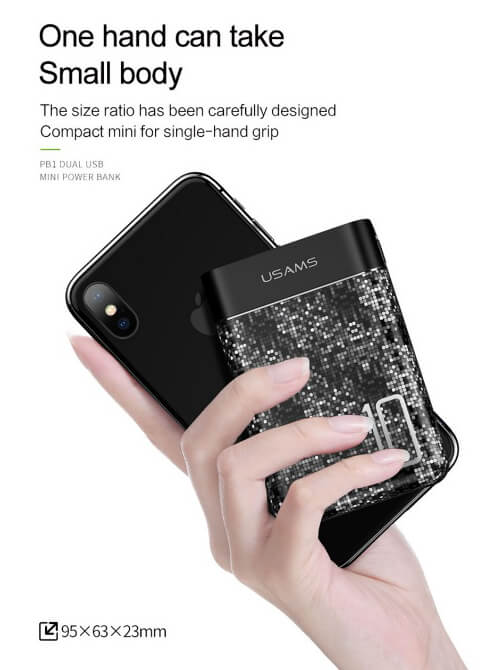 One hand can take
Small body
The size ratio has been carefully designed
Compact mini for single-hand grip
PB1 DUAL USB
MINI POWER BANK
USAMS
10
95×63×23mm